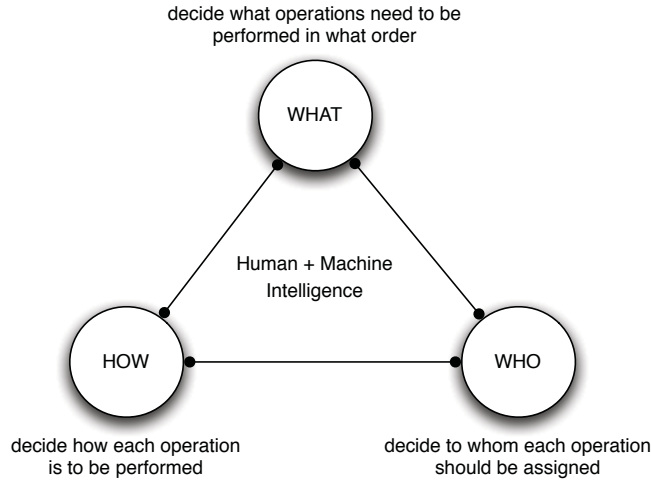 decide what operations need to be
performed in what order
WHAT
Human + Machine
Intelligence
HOW
WHO
decide how each operation
is to be performed
decide to whom each operation
should be assigned